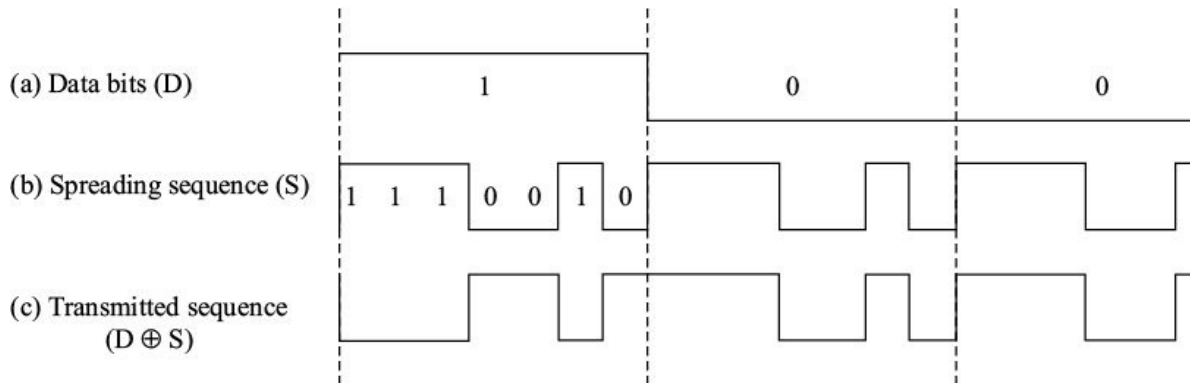 (a) Data bits (D)
1 0 0
(b) Spreading sequence (S)
1 1 1 0 0 1 0
(c) Transmitted sequence
(D ⊕ S)